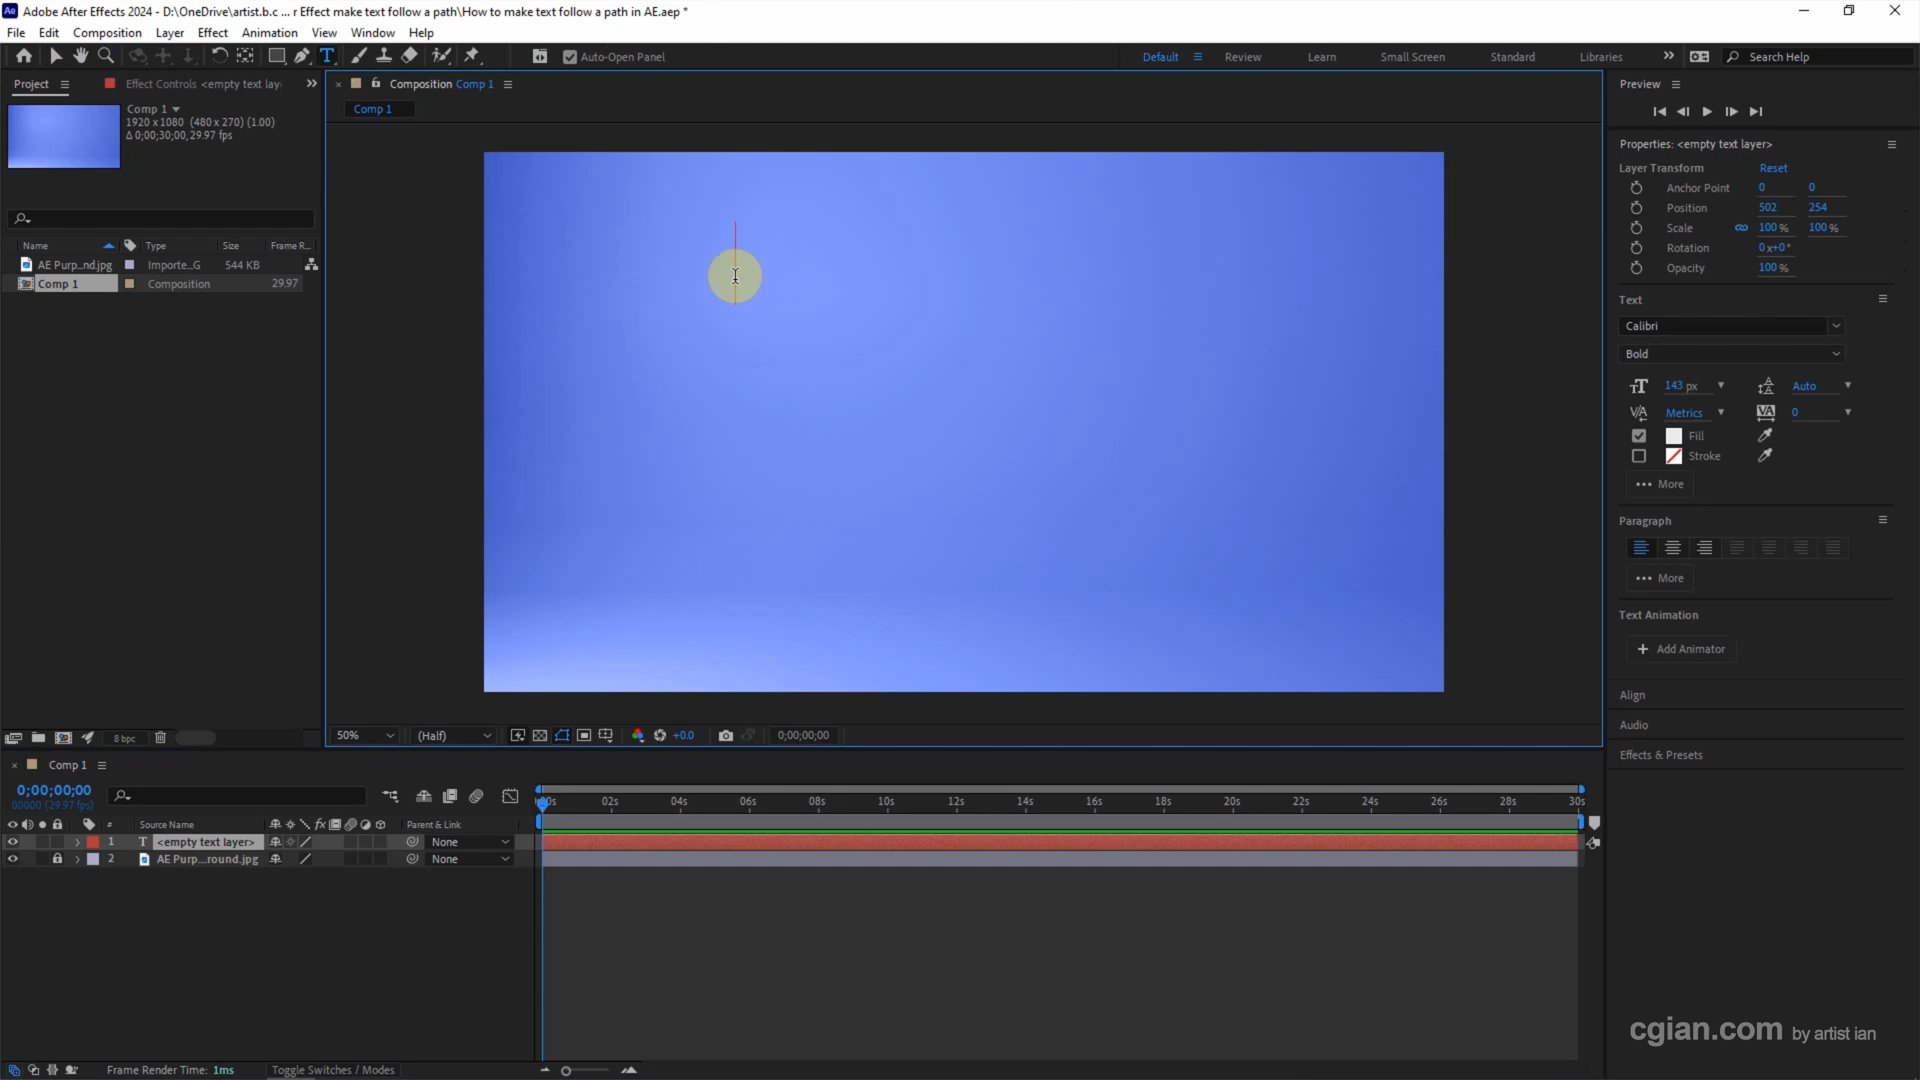 Adobe After Effects 2024 - D:\OneDrive\artist.b.c ... r Effect make text follow a path\How to make text follow a path in AE.aep *
File Edit Composition Layer Effect Animation View Window Help
Auto-Open Panel
Default Review Learn Small Screen Standard Libraries Search Help
Project Effect Controls <empty text lay
Composition Comp 1
Comp 1
Comp 1
1920 x 1080 (480 x 270) (1.00)
Δ 0;00;30;00, 29.97 fps
Name Type Size Frame R...
AE Purp_nd.jpg Importe_G 544 KB
Comp 1 Composition 29.97
8 bpc
50% (Half) +0.0 0;00;00;00
Preview
Properties: <empty text layer>
Layer Transform Reset
Anchor Point 0 0
Position 502 254
Scale 100 % 100 %
Rotation 0 x+0 °
Opacity 100 %
Text
Calibri
Bold
143 px Auto
Metrics 0
Fill
Stroke
More
Paragraph
More
Text Animation
Add Animator
Align
Audio
Effects & Presets
Comp 1
0;00;00;00
00000 (29.97 fps)
02s 04s 06s 08s 10s 12s 14s 16s 18s 20s 22s 24s 26s 28s 30s
# Source Name Parent & Link
1 T <empty text layer> None
2 AE Purp...round.jpg None
Frame Render Time: 1ms Toggle Switches / Modes
cgian.com by artist ian